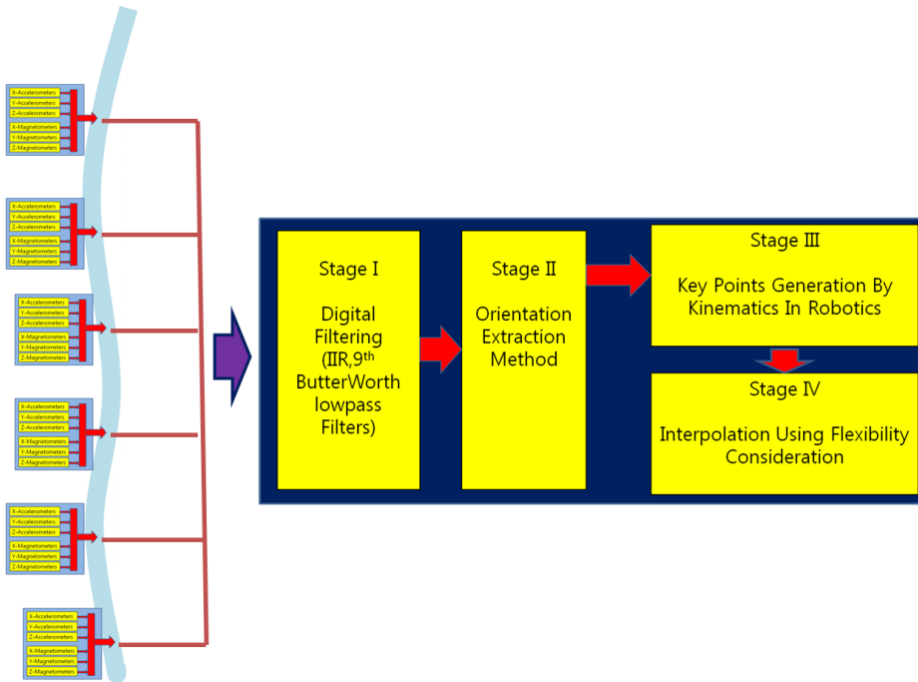 X-Accelerometers
Y-Accelerometers
Z-Accelerometers
X-Magnetometers
Y-Magnetometers
Z-Magnetometers
X-Accelerometers
Y-Accelerometers
Z-Accelerometers
X-Magnetometers
Y-Magnetometers
Z-Magnetometers
X-Accelerometers
Y-Accelerometers
Z-Accelerometers
X-Magnetometers
Y-Magnetometers
Z-Magnetometers
X-Accelerometers
Y-Accelerometers
Z-Accelerometers
X-Magnetometers
Y-Magnetometers
Z-Magnetometers
X-Accelerometers
Y-Accelerometers
Z-Accelerometers
X-Magnetometers
Y-Magnetometers
Z-Magnetometers
X-Accelerometers
Y-Accelerometers
Z-Accelerometers
X-Magnetometers
Y-Magnetometers
Z-Magnetometers
Stage I
Digital
Filtering
(IIR,9th
ButterWorth
lowpass
Filters)
Stage II
Orientation
Extraction
Method
Stage III
Key Points Generation By
Kinematics In Robotics
Stage IV
Interpolation Using Flexibility
Consideration